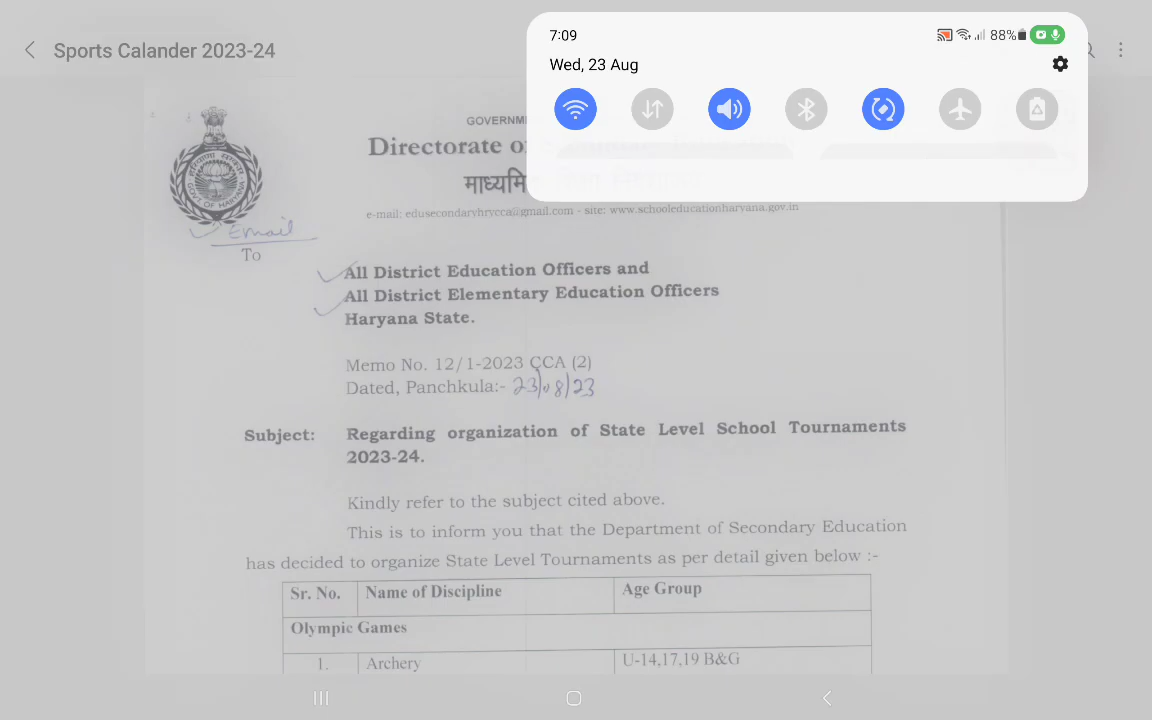 Sports Calander 2023-24
7:09
88%
Wed, 23 Aug
GOVERNM
Directorate o
माध्यमि
e-mail: edusecondaryhrycca@gmail.com - site: www.schooleducationharyana.gov.in
GOVT. OF HARYANA
Email
To
All District Education Officers and
All District Elementary Education Officers
Haryana State.
Memo No. 12/1-2023 CCA (2)
Dated, Panchkula:- 23/08/23
Subject: Regarding organization of State Level School Tournaments
2023-24.
Kindly refer to the subject cited above.
This is to inform you that the Department of Secondary Education
has decided to organize State Level Tournaments as per detail given below :-
Sr. No. Name of Discipline Age Group
Olympic Games
1. Archery U-14,17,19 B&G